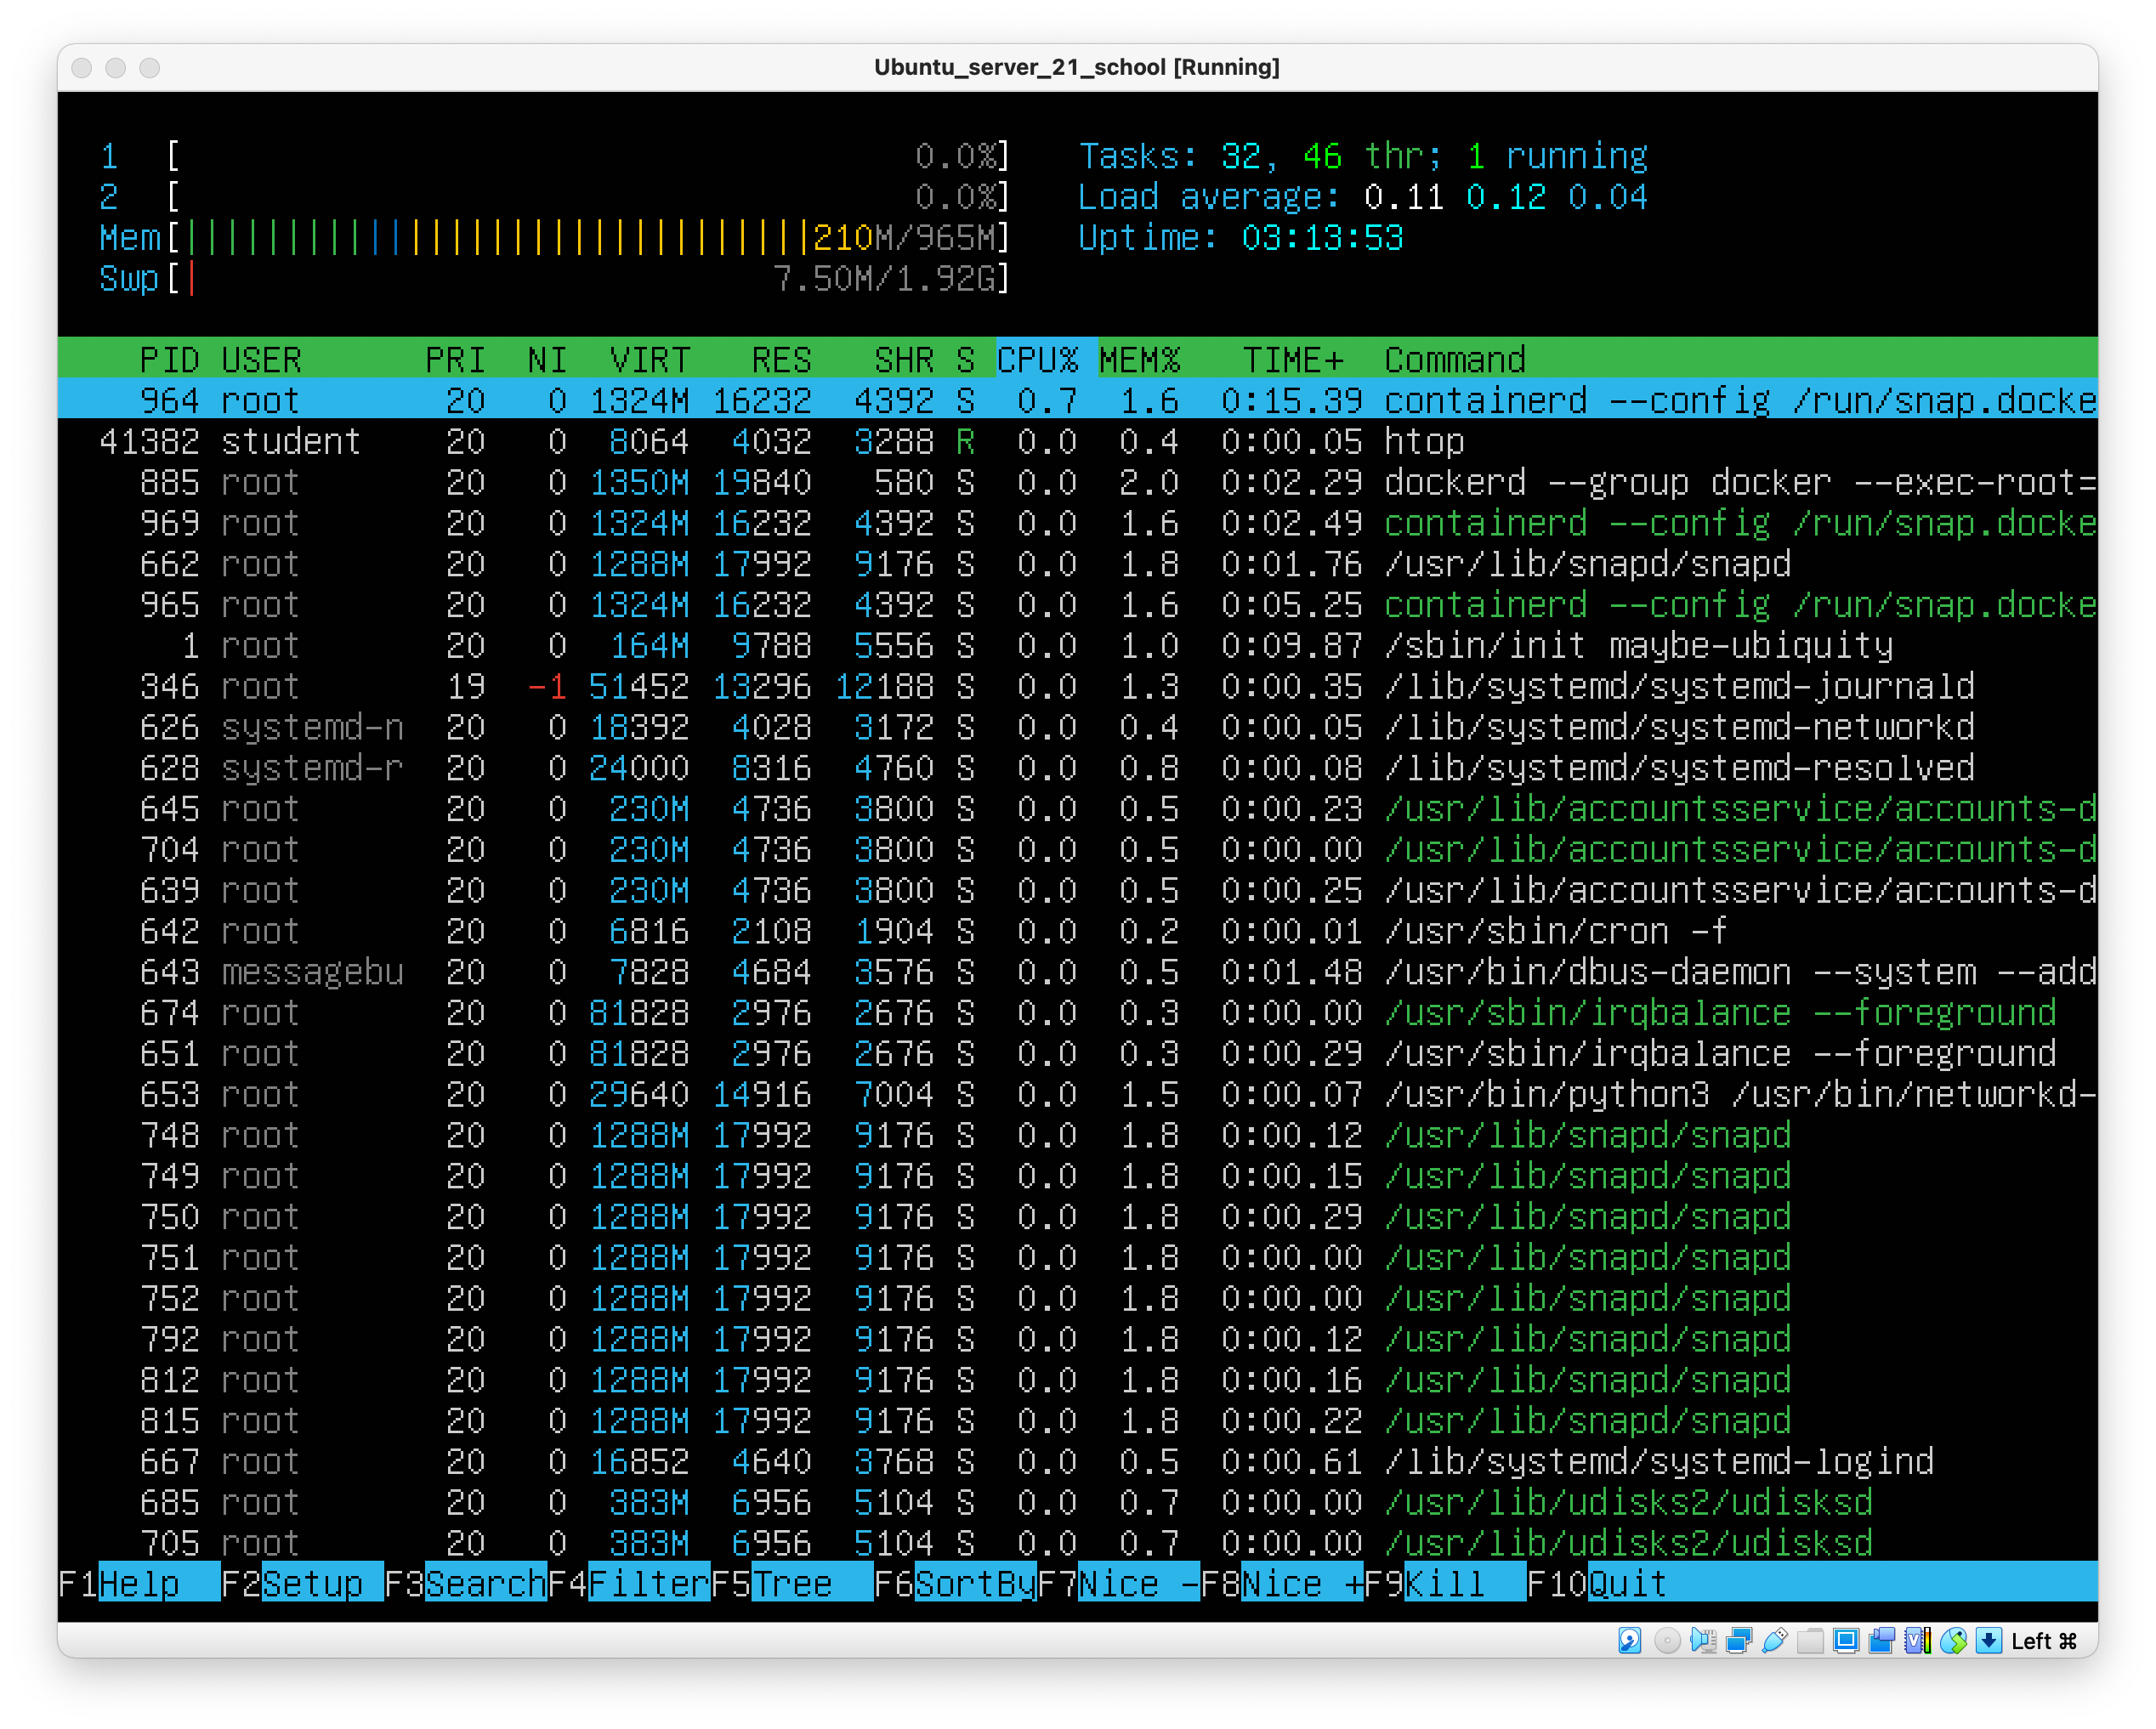 Ubuntu_server_21_school [Running]
1 [ 0.0%] Tasks: 32, 46 thr; 1 running
2 [ 0.0%] Load average: 0.11 0.12 0.04
Mem[|||||||||||||||||||||||||||||||210M/965M] Uptime: 03:13:53
Swp[| 7.50M/1.92G]
PID USER PRI NI VIRT RES SHR S CPU% MEM% TIME+ Command
964 root 20 0 1324M 16232 4392 S 0.7 1.6 0:15.39 containerd --config /run/snap.docke
41382 student 20 0 8064 4032 3288 R 0.0 0.4 0:00.05 htop
885 root 20 0 1350M 19840 580 S 0.0 2.0 0:02.29 dockerd --group docker --exec-root=
969 root 20 0 1324M 16232 4392 S 0.0 1.6 0:02.49 containerd --config /run/snap.docke
662 root 20 0 1288M 17992 9176 S 0.0 1.8 0:01.76 /usr/lib/snapd/snapd
965 root 20 0 1324M 16232 4392 S 0.0 1.6 0:05.25 containerd --config /run/snap.docke
1 root 20 0 164M 9788 5556 S 0.0 1.0 0:09.87 /sbin/init maybe-ubiquity
346 root 19 -1 51452 13296 12188 S 0.0 1.3 0:00.35 /lib/systemd/systemd-journald
626 systemd-n 20 0 18392 4028 3172 S 0.0 0.4 0:00.05 /lib/systemd/systemd-networkd
628 systemd-r 20 0 24000 8316 4760 S 0.0 0.8 0:00.08 /lib/systemd/systemd-resolved
645 root 20 0 230M 4736 3800 S 0.0 0.5 0:00.23 /usr/lib/accountsservice/accounts-d
704 root 20 0 230M 4736 3800 S 0.0 0.5 0:00.00 /usr/lib/accountsservice/accounts-d
639 root 20 0 230M 4736 3800 S 0.0 0.5 0:00.25 /usr/lib/accountsservice/accounts-d
642 root 20 0 6816 2108 1904 S 0.0 0.2 0:00.01 /usr/sbin/cron -f
643 messagebu 20 0 7828 4684 3576 S 0.0 0.5 0:01.48 /usr/bin/dbus-daemon --system --add
674 root 20 0 81828 2976 2676 S 0.0 0.3 0:00.00 /usr/sbin/irqbalance --foreground
651 root 20 0 81828 2976 2676 S 0.0 0.3 0:00.29 /usr/sbin/irqbalance --foreground
653 root 20 0 29640 14916 7004 S 0.0 1.5 0:00.07 /usr/bin/python3 /usr/bin/networkd-
748 root 20 0 1288M 17992 9176 S 0.0 1.8 0:00.12 /usr/lib/snapd/snapd
749 root 20 0 1288M 17992 9176 S 0.0 1.8 0:00.15 /usr/lib/snapd/snapd
750 root 20 0 1288M 17992 9176 S 0.0 1.8 0:00.29 /usr/lib/snapd/snapd
751 root 20 0 1288M 17992 9176 S 0.0 1.8 0:00.00 /usr/lib/snapd/snapd
752 root 20 0 1288M 17992 9176 S 0.0 1.8 0:00.00 /usr/lib/snapd/snapd
792 root 20 0 1288M 17992 9176 S 0.0 1.8 0:00.12 /usr/lib/snapd/snapd
812 root 20 0 1288M 17992 9176 S 0.0 1.8 0:00.16 /usr/lib/snapd/snapd
815 root 20 0 1288M 17992 9176 S 0.0 1.8 0:00.22 /usr/lib/snapd/snapd
667 root 20 0 16852 4640 3768 S 0.0 0.5 0:00.61 /lib/systemd/systemd-logind
685 root 20 0 383M 6956 5104 S 0.0 0.7 0:00.00 /usr/lib/udisks2/udisksd
705 root 20 0 383M 6956 5104 S 0.0 0.7 0:00.00 /usr/lib/udisks2/udisksd
F1Help F2Setup F3SearchF4FilterF5Tree F6SortByF7Nice -F8Nice +F9Kill F10Quit
Left ⌘